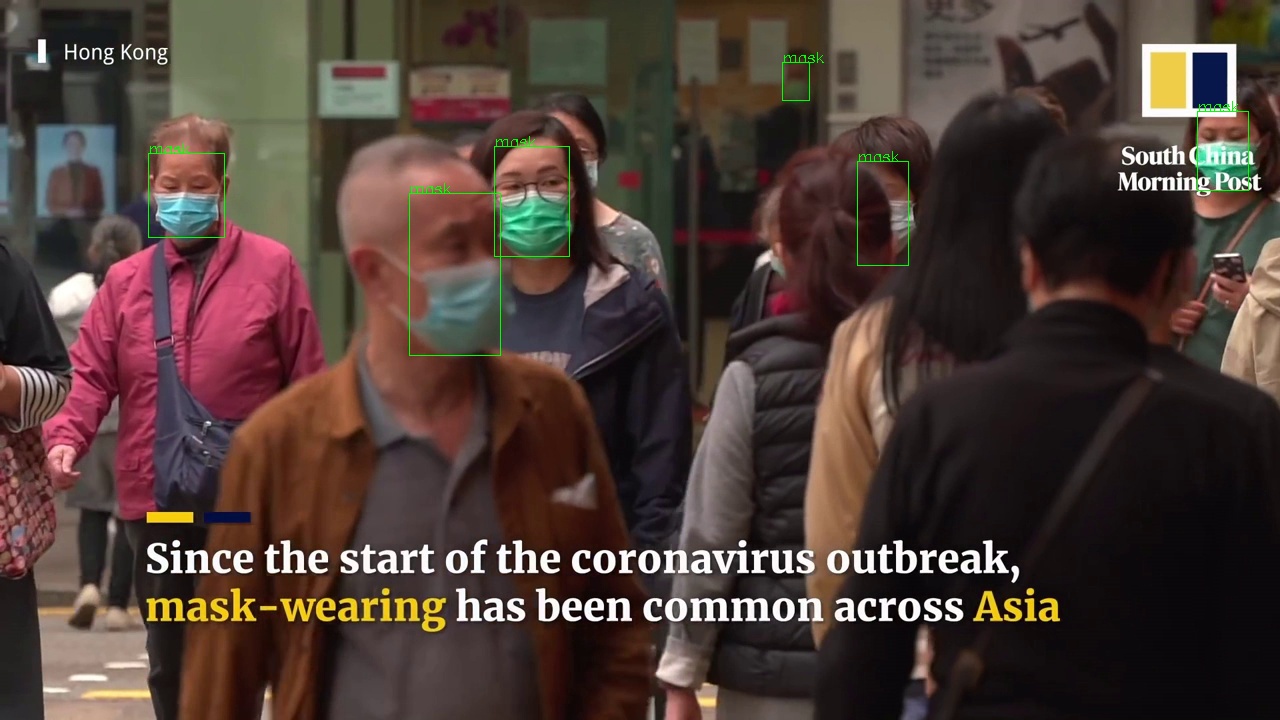 Hong Kong
mask
mask
mask
mask
mask
mask
South China
Morning Post
Since the start of the coronavirus outbreak,
mask-wearing has been common across Asia